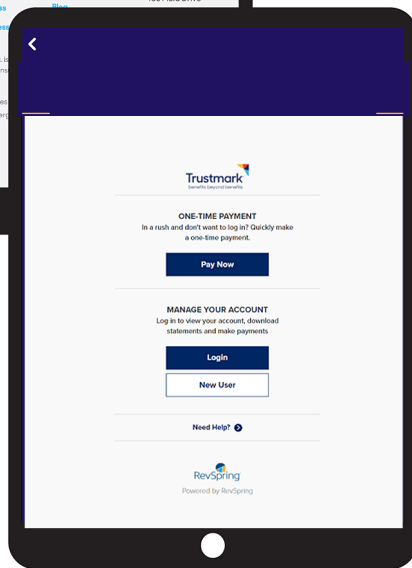 Blog
Trustmark
benefits beyond benefits
ONE-TIME PAYMENT
In a rush and don't want to log in? Quickly make
a one-time payment.
Pay Now
MANAGE YOUR ACCOUNT
Log in to view your account, download
statements and make payments
Login
New User
Need Help?
RevSpring
Powered by RevSpring